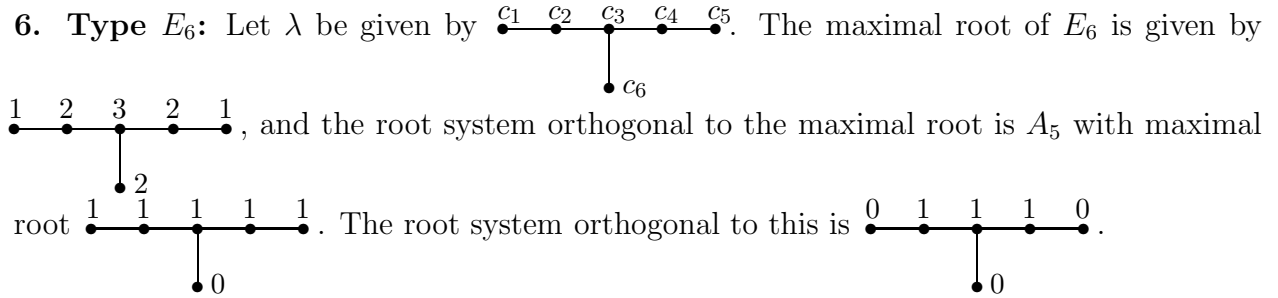 6. Type E₆: Let λ be given by c₁ c₂ c₃ c₄ c₅ . The maximal root of E₆ is given by
c₆
1 2 3 2 1 , and the root system orthogonal to the maximal root is A₅ with maximal
2
root 1 1 1 1 1 . The root system orthogonal to this is 0 1 1 1 0 .
0 0